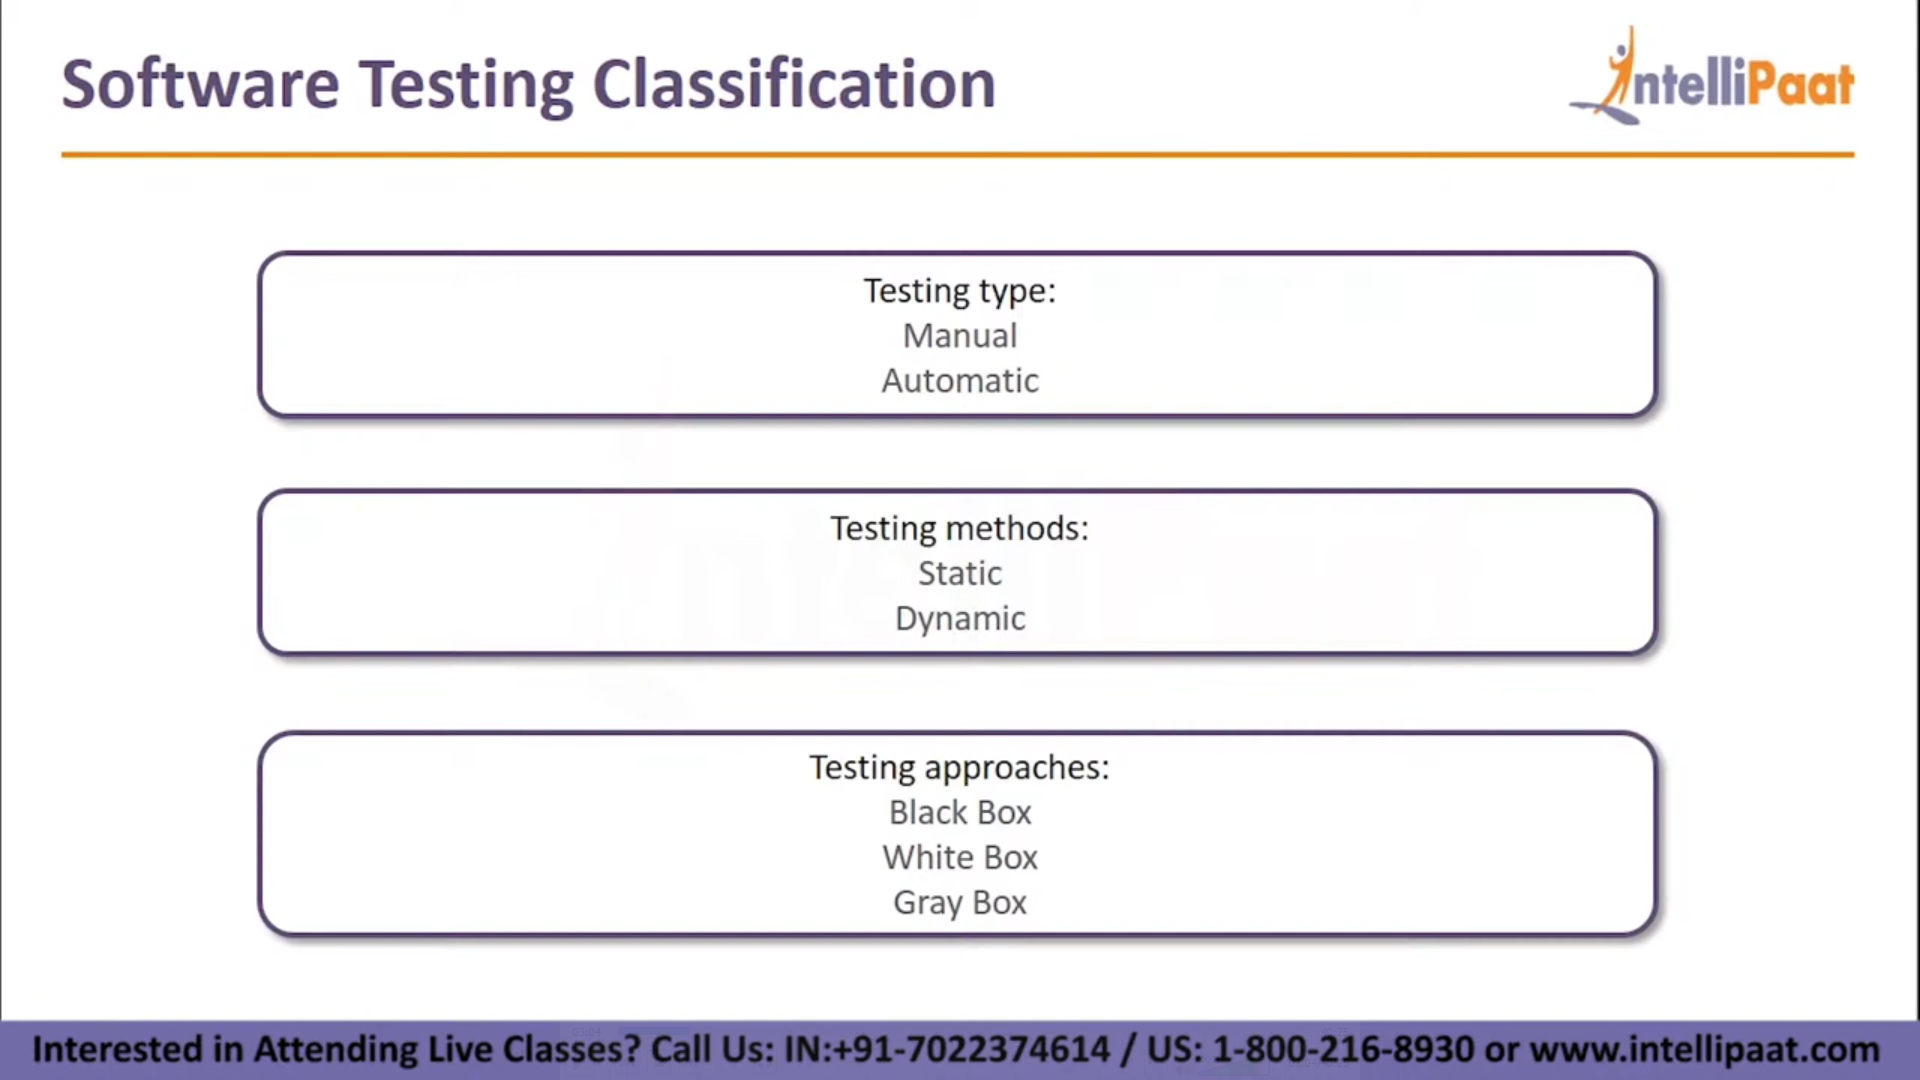 Software Testing Classification
IntelliPaat
Testing type:
Manual
Automatic
Testing methods:
Static
Dynamic
Testing approaches:
Black Box
White Box
Gray Box
Interested in Attending Live Classes? Call Us: IN:+91-7022374614 / US: 1-800-216-8930 or www.intellipaat.com